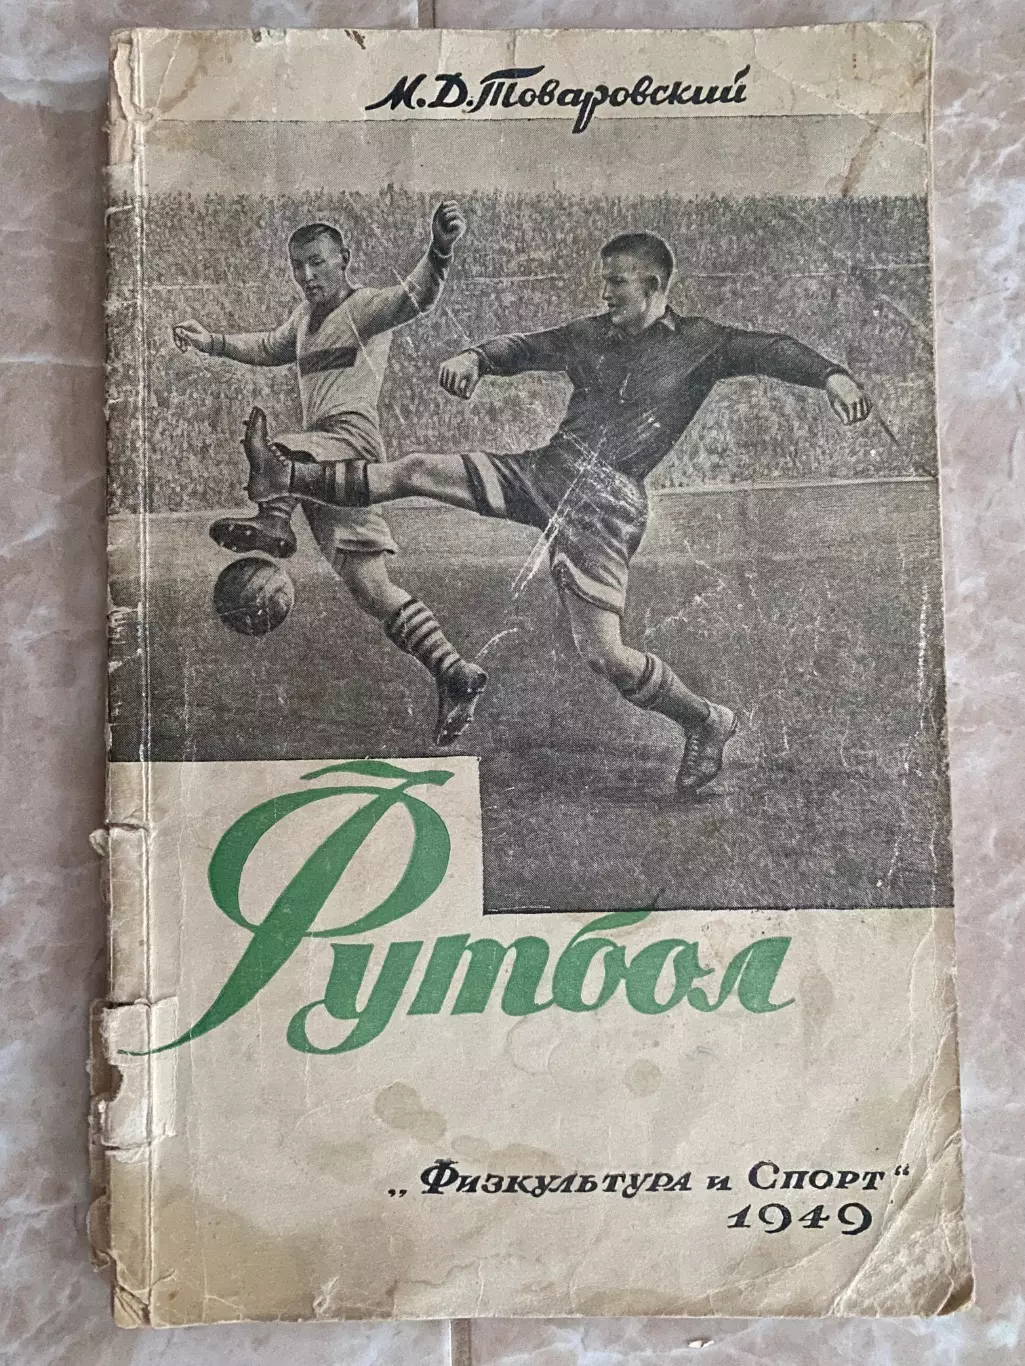 М.Д.Товаровский
Футбол
„Физкультура и Спорт“
1949